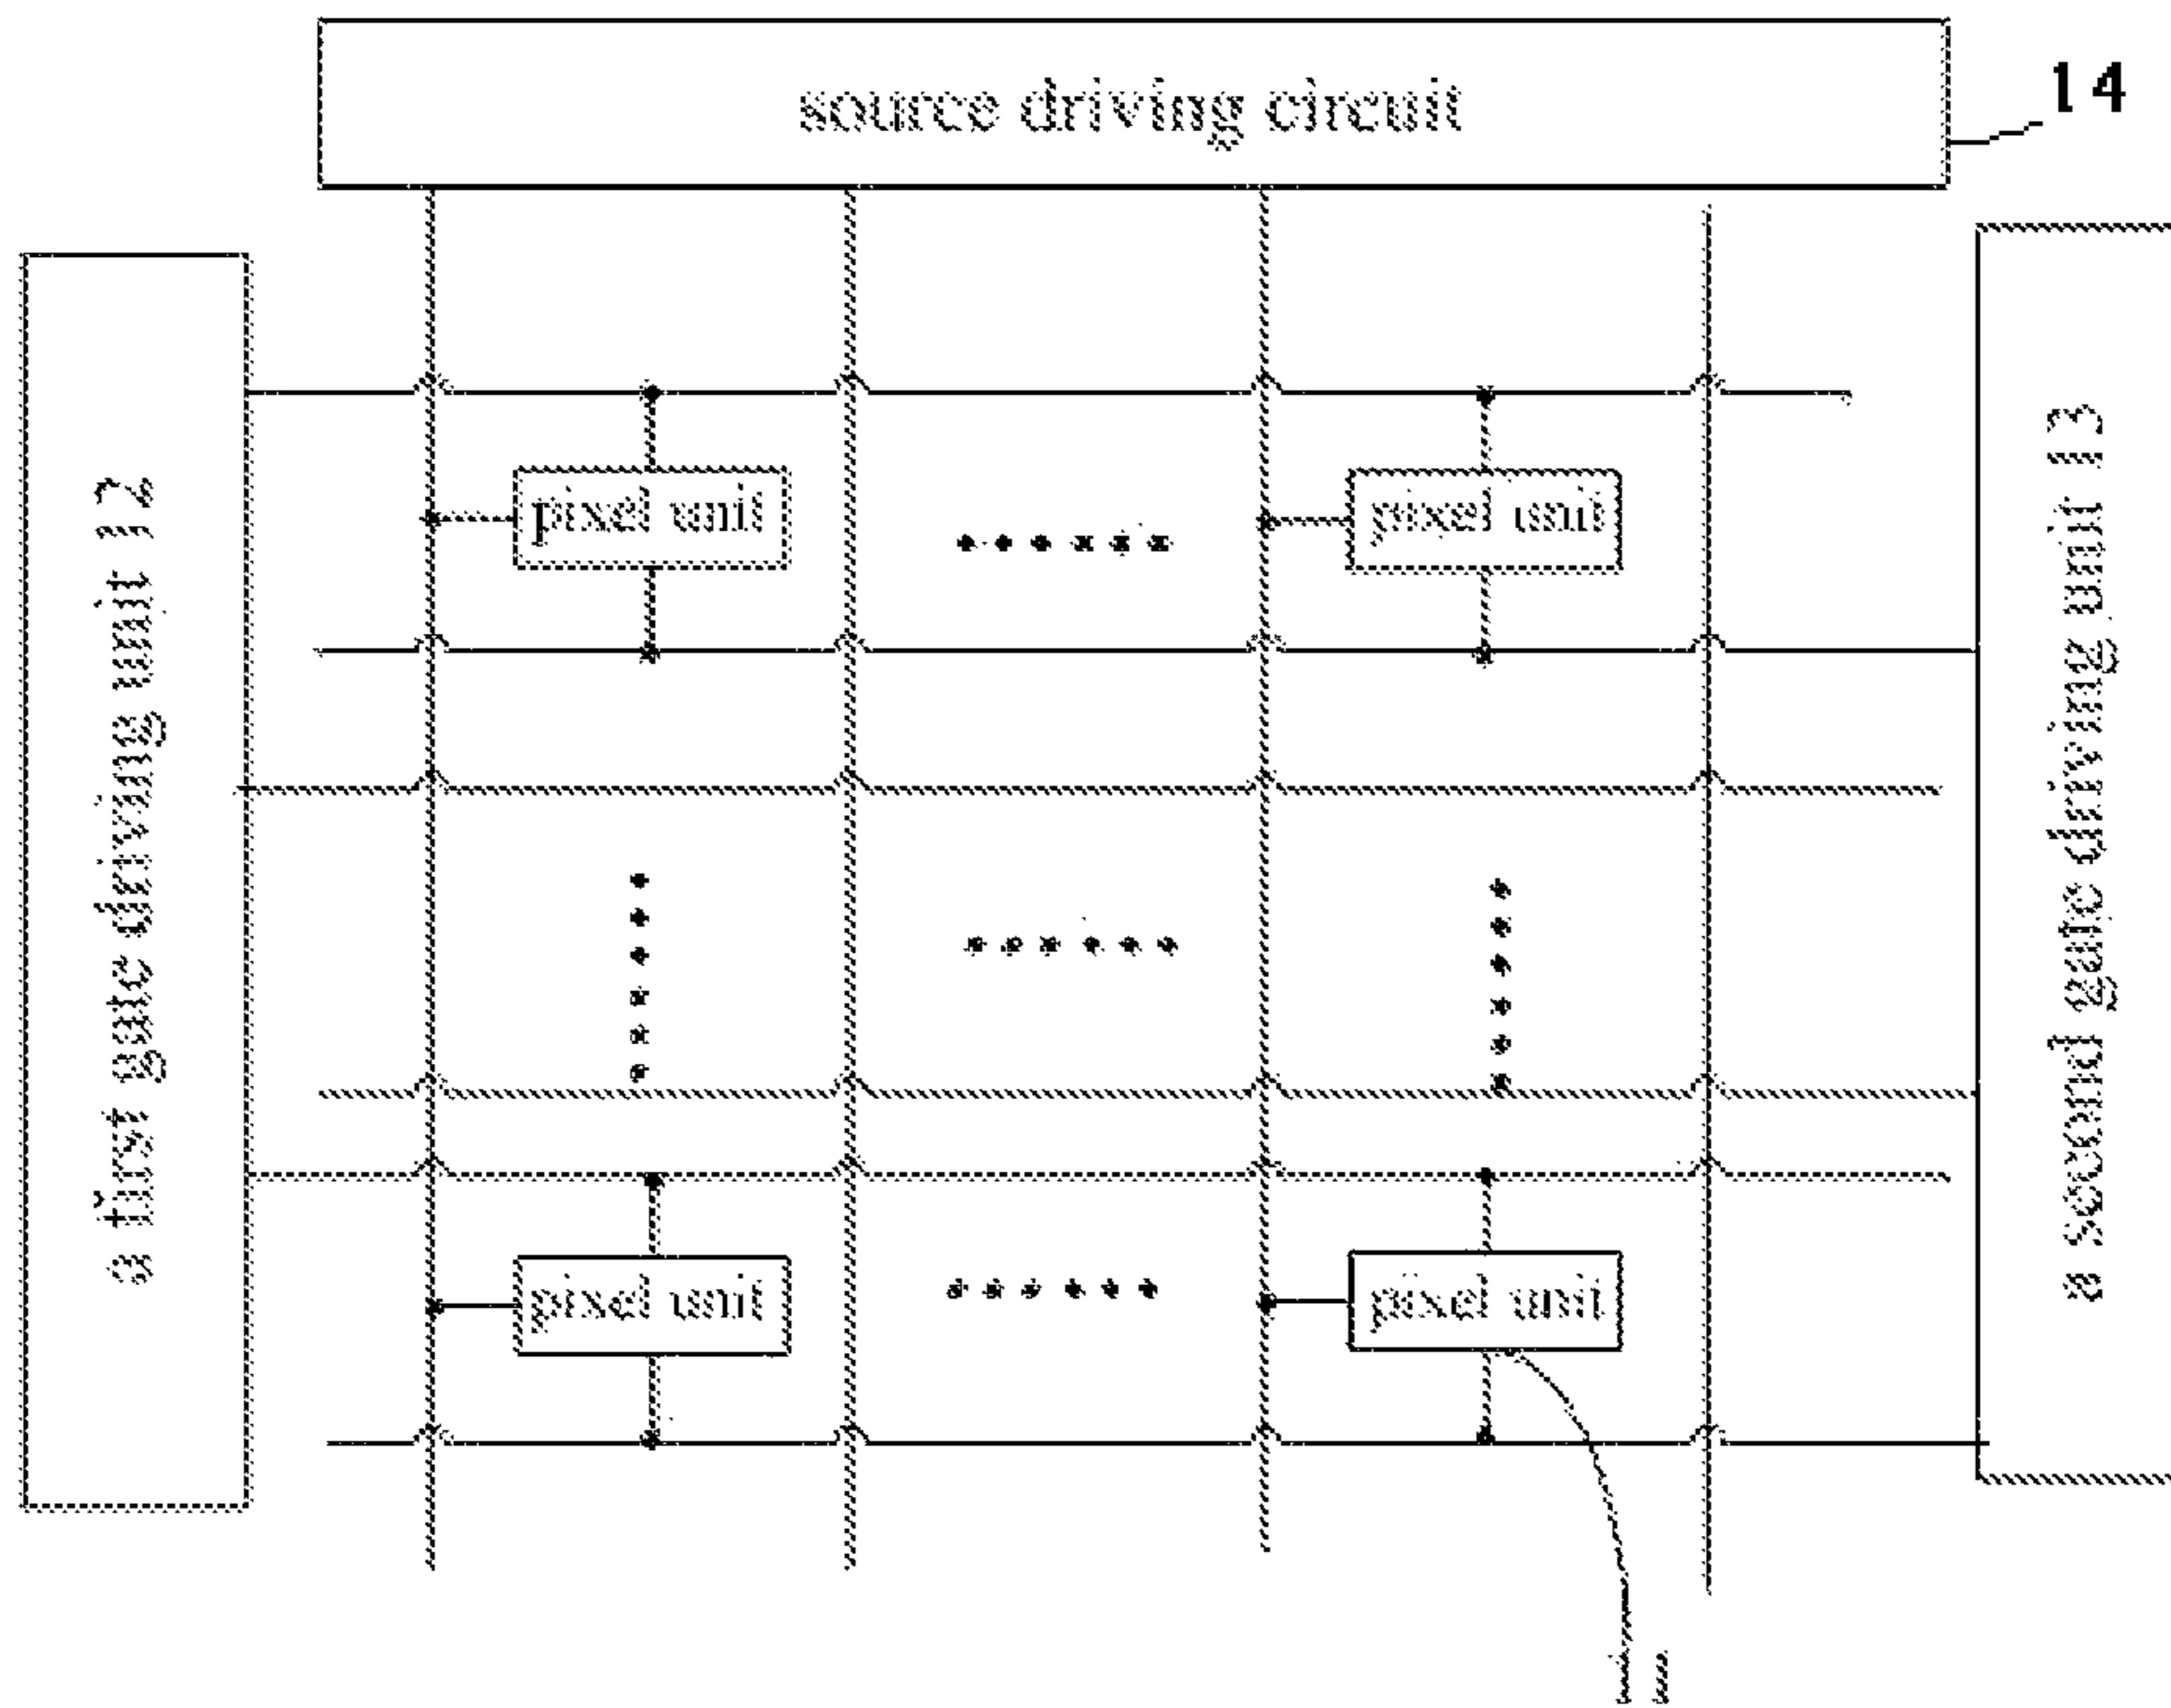 source driving circuit
14
a first gate driving unit 12
a second gate driving unit 13
pixel unit
pixel unit
pixel unit
pixel unit
11